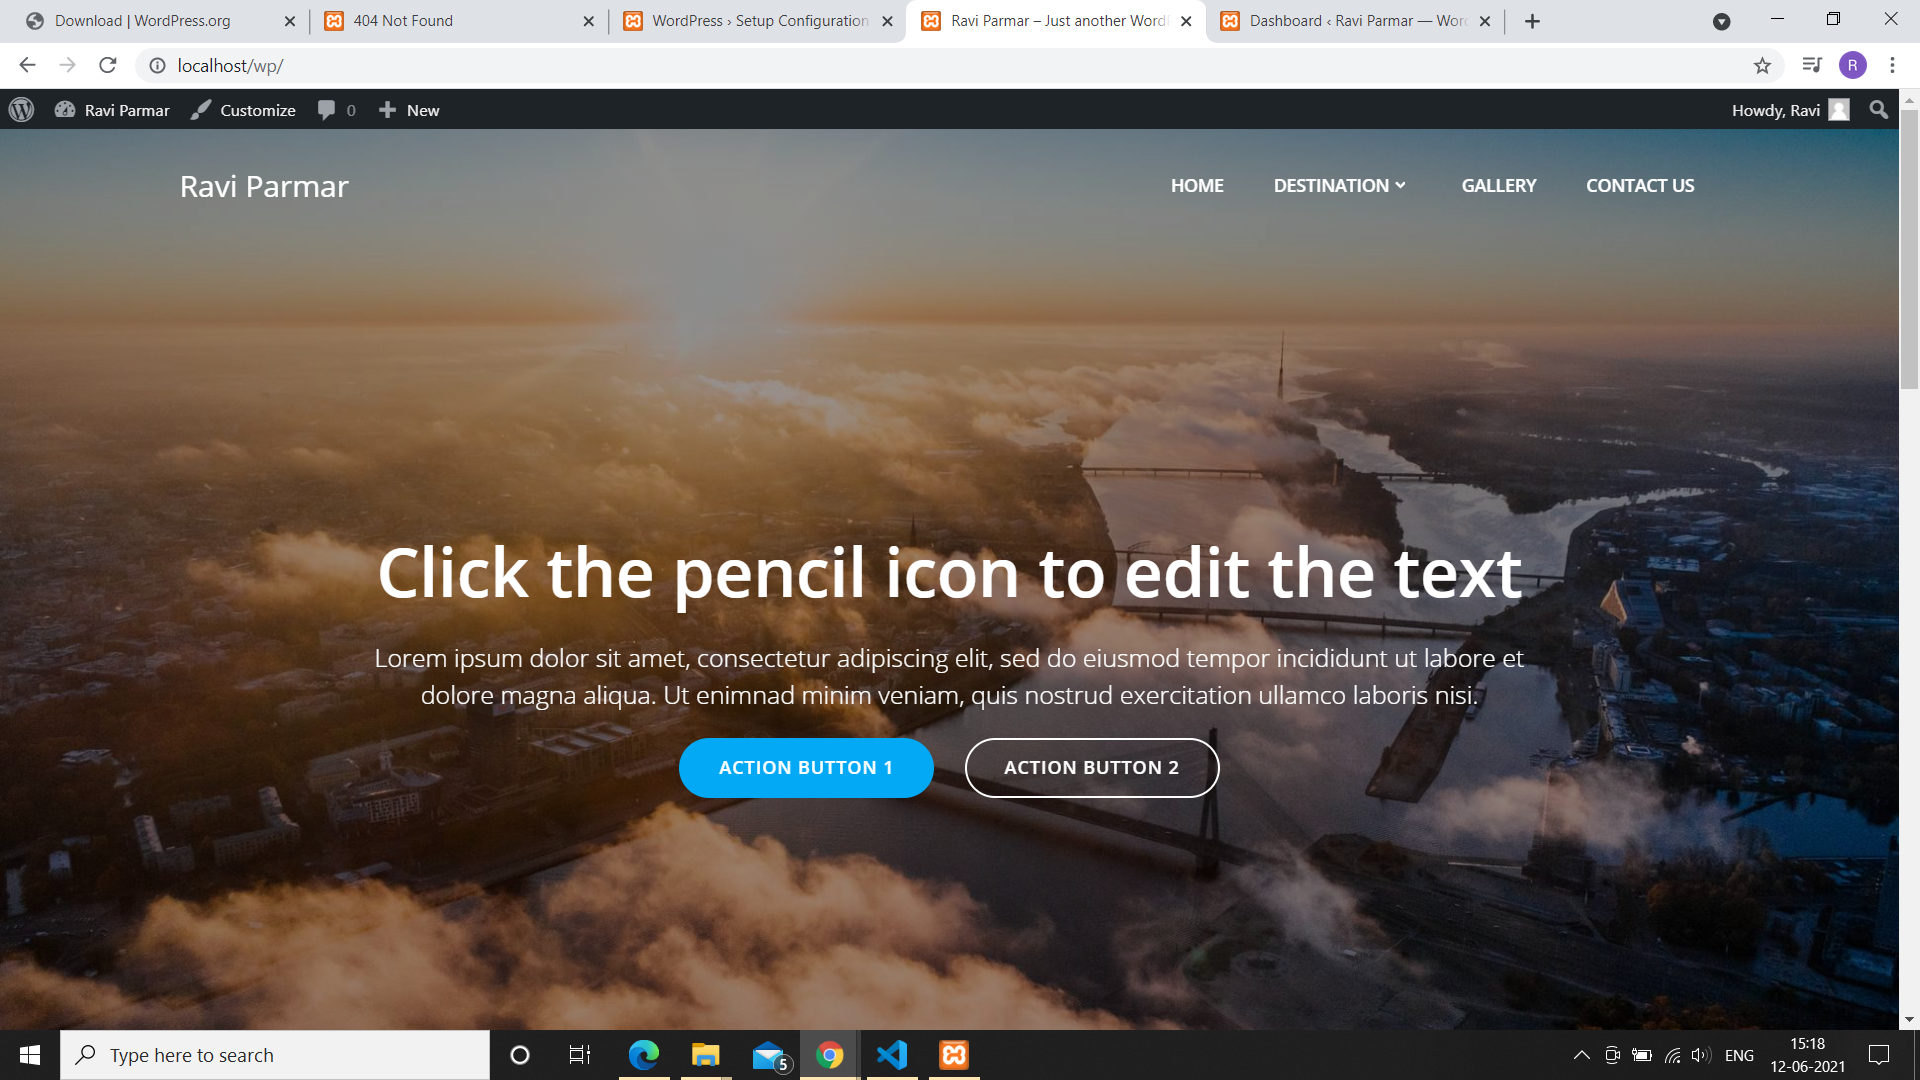 Download | WordPress.org
404 Not Found
WordPress › Setup Configuration
Ravi Parmar – Just another Word
Dashboard ‹ Ravi Parmar — Wor
localhost/wp/
R
Ravi Parmar
Customize
0
New
Howdy, Ravi
Ravi Parmar
HOME
DESTINATION
GALLERY
CONTACT US
Click the pencil icon to edit the text
Lorem ipsum dolor sit amet, consectetur adipiscing elit, sed do eiusmod tempor incididunt ut labore et
dolore magna aliqua. Ut enimnad minim veniam, quis nostrud exercitation ullamco laboris nisi.
ACTION BUTTON 1
ACTION BUTTON 2
Type here to search
5
ENG
15:18
12-06-2021